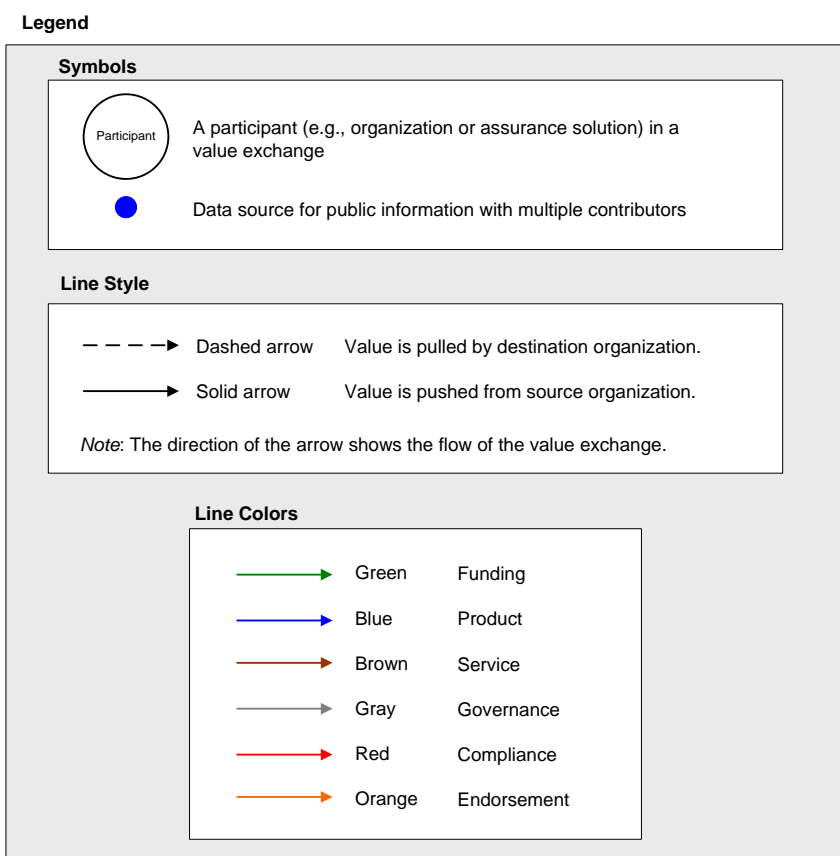 Legend
Symbols
Participant
A participant (e.g., organization or assurance solution) in a
value exchange
Data source for public information with multiple contributors
Line Style
Dashed arrow Value is pulled by destination organization.
Solid arrow Value is pushed from source organization.
Note: The direction of the arrow shows the flow of the value exchange.
Line Colors
Green Funding
Blue Product
Brown Service
Gray Governance
Red Compliance
Orange Endorsement